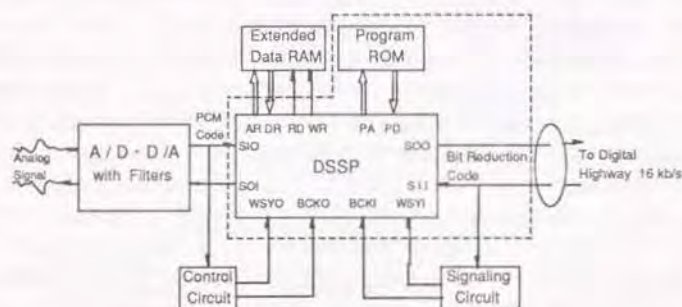 Extended
Data RAM
Program
ROM
PCM
Code
AR DR RD WR
PA PD
Analog
Signal
A / D · D /A
with Filters
SIO
SOO
DSSP
SOI
SII
WSYO BCKO BCKI WSYI
Bit Reduction
Code
To Digital
Highway 16 kb/s
Control
Circuit
Signaling
Circuit